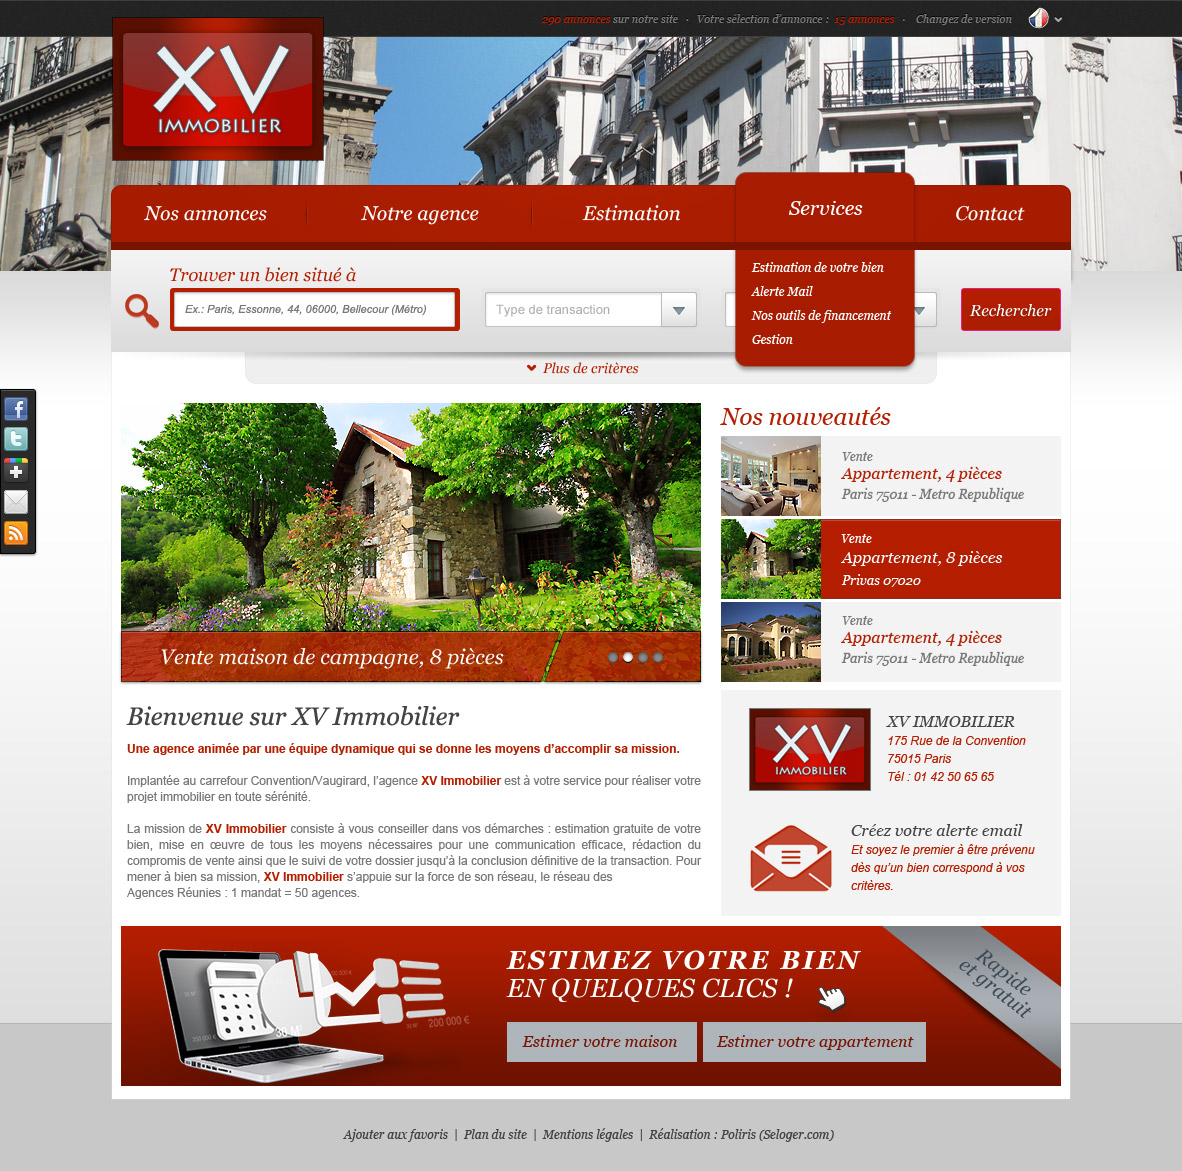 290 annonces sur notre site · Votre sélection d'annonce : 15 annonces · Changez de version
XV
IMMOBILIER
Nos annonces
Notre agence
Estimation
Services
Contact
Estimation de votre bien
Alerte Mail
Nos outils de financement
Gestion
Trouver un bien situé à
Ex.: Paris, Essonne, 44, 06000, Bellecour (Métro)
Type de transaction
Rechercher
Plus de critères
Vente maison de campagne, 8 pièces
Nos nouveautés
Vente
Appartement, 4 pièces
Paris 75011 - Metro Republique
Vente
Appartement, 8 pièces
Privas 07020
Vente
Appartement, 4 pièces
Paris 75011 - Metro Republique
Bienvenue sur XV Immobilier
Une agence animée par une équipe dynamique qui se donne les moyens d'accomplir sa mission.
Implantée au carrefour Convention/Vaugirard, l'agence XV Immobilier est à votre service pour réaliser votre
projet immobilier en toute sérénité.
La mission de XV Immobilier consiste à vous conseiller dans vos démarches : estimation gratuite de votre
bien, mise en œuvre de tous les moyens nécessaires pour une communication efficace, rédaction du
compromis de vente ainsi que le suivi de votre dossier jusqu'à la conclusion définitive de la transaction. Pour
mener à bien sa mission, XV Immobilier s'appuie sur la force de son réseau, le réseau des
Agences Réunies : 1 mandat = 50 agences.
XV
IMMOBILIER
XV IMMOBILIER
175 Rue de la Convention
75015 Paris
Tél : 01 42 50 65 65
Créez votre alerte email
Et soyez le premier à être prévenu
dès qu'un bien correspond à vos
critères.
ESTIMEZ VOTRE BIEN
EN QUELQUES CLICS !
Rapide
et gratuit
30 M²
200 000 €
Estimer votre maison
Estimer votre appartement
Ajouter aux favoris | Plan du site | Mentions légales | Réalisation : Poliris (Seloger.com)